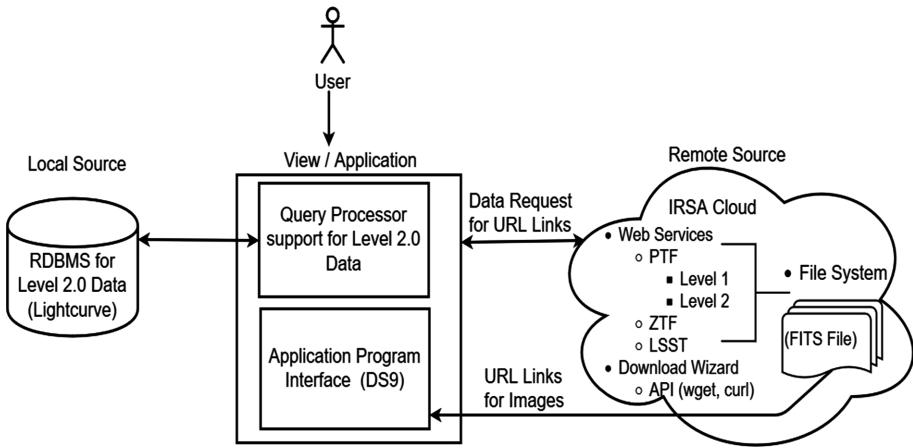 User
Local Source
RDBMS for
Level 2.0 Data
(Lightcurve)
View / Application
Query Processor
support for Level 2.0
Data
Application Program
Interface (DS9)
Data Request
for URL Links
URL Links
for Images
Remote Source
IRSA Cloud
• Web Services
○ PTF
■ Level 1
■ Level 2
○ ZTF
○ LSST
• Download Wizard
○ API (wget, curl)
• File System
(FITS File)